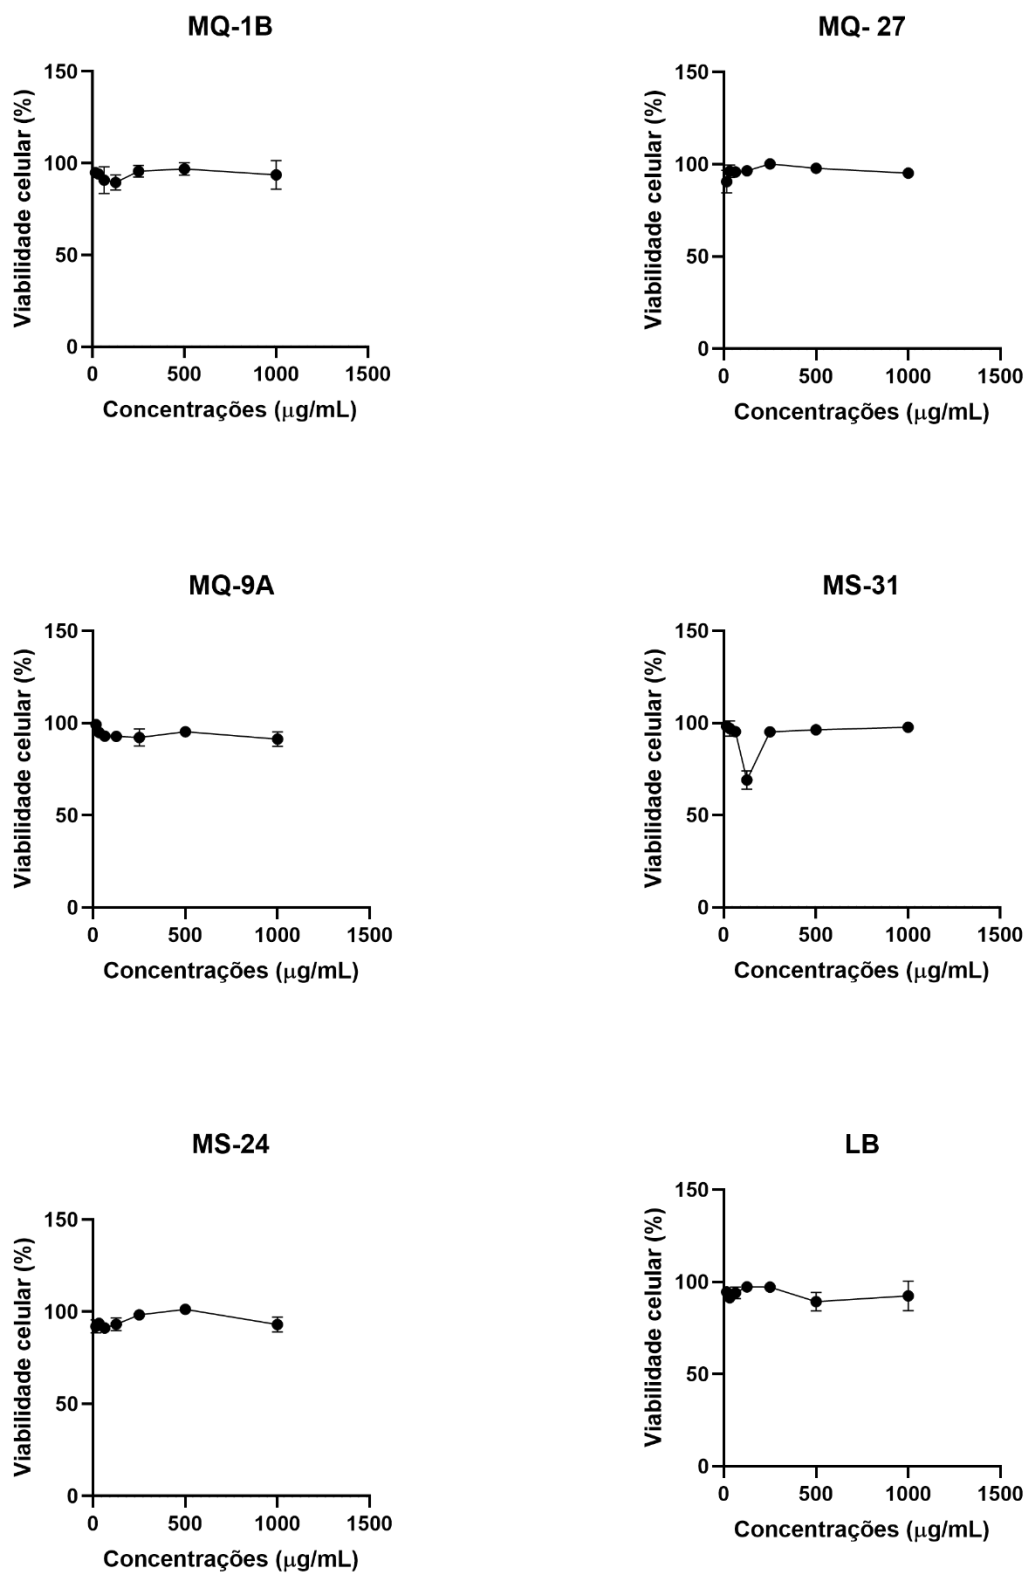 MQ-1B
150
100
50
0
Viabilidade celular (%)
0 500 1000 1500
Concentrações (μg/mL)
MQ- 27
150
100
50
0
Viabilidade celular (%)
0 500 1000 1500
Concentrações (μg/mL)
MQ-9A
150
100
50
0
Viabilidade celular (%)
0 500 1000 1500
Concentrações (μg/mL)
MS-31
150
100
50
0
Viabilidade celular (%)
0 500 1000 1500
Concentrações (μg/mL)
MS-24
150
100
50
0
Viabilidade celular (%)
0 500 1000 1500
Concentrações (μg/mL)
LB
150
100
50
0
Viabilidade celular (%)
0 500 1000 1500
Concentrações (μg/mL)